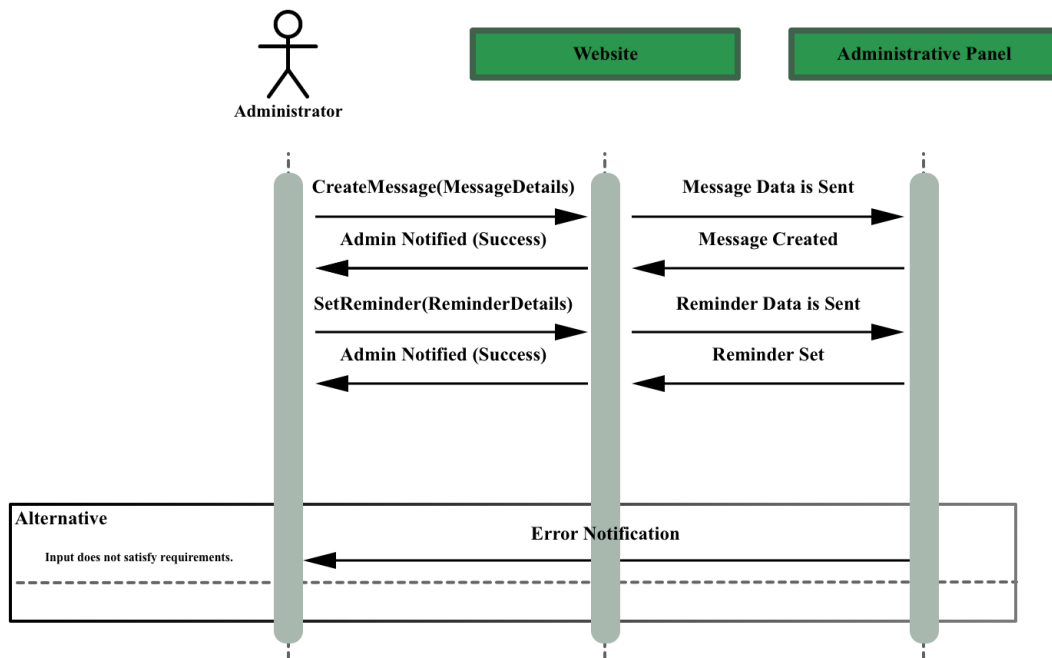 Administrator
Website
Administrative Panel
CreateMessage(MessageDetails)
Message Data is Sent
Admin Notified (Success)
Message Created
SetReminder(ReminderDetails)
Reminder Data is Sent
Admin Notified (Success)
Reminder Set
Alternative
Error Notification
Input does not satisfy requirements.